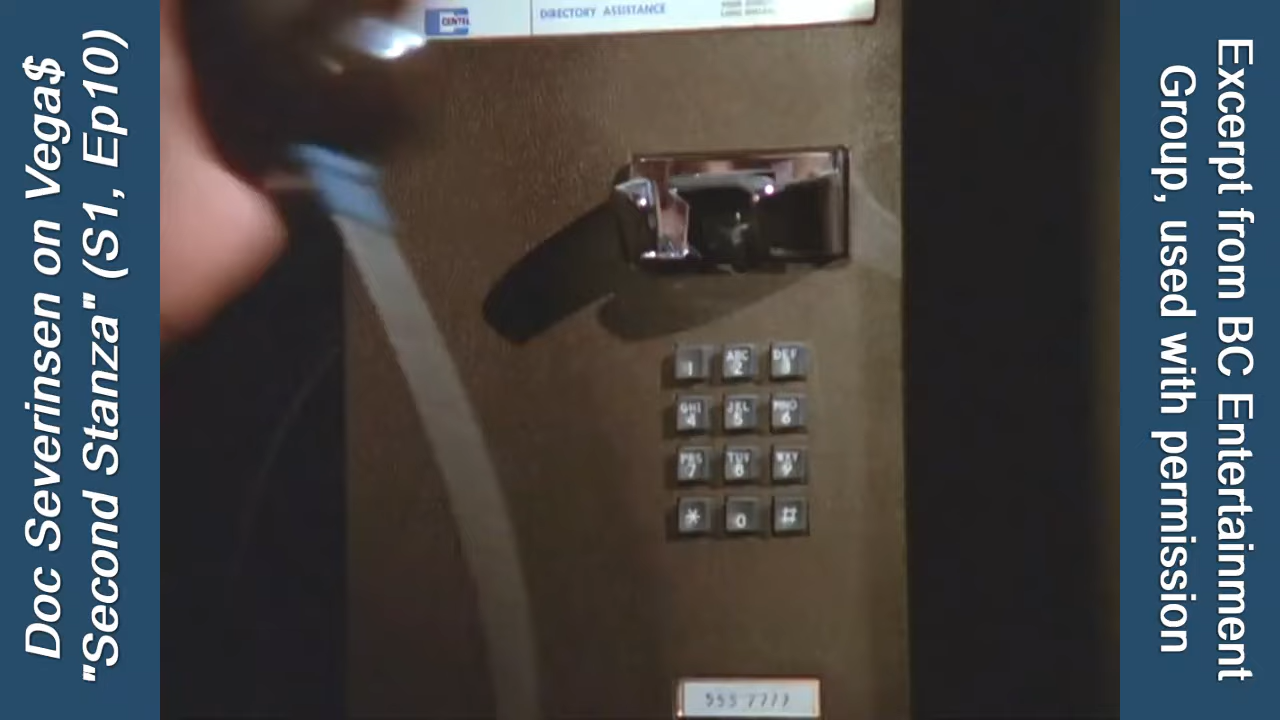 Doc Severinsen on Vega$
"Second Stanza" (S1, Ep10)
CENTEL
DIRECTORY ASSISTANCE
1
ABC
2
DEF
3
GHI
4
JKL
5
MNO
6
PRS
7
TUV
8
WXY
9
*
0
#
555 7777
Excerpt from BC Entertainment
Group, used with permission